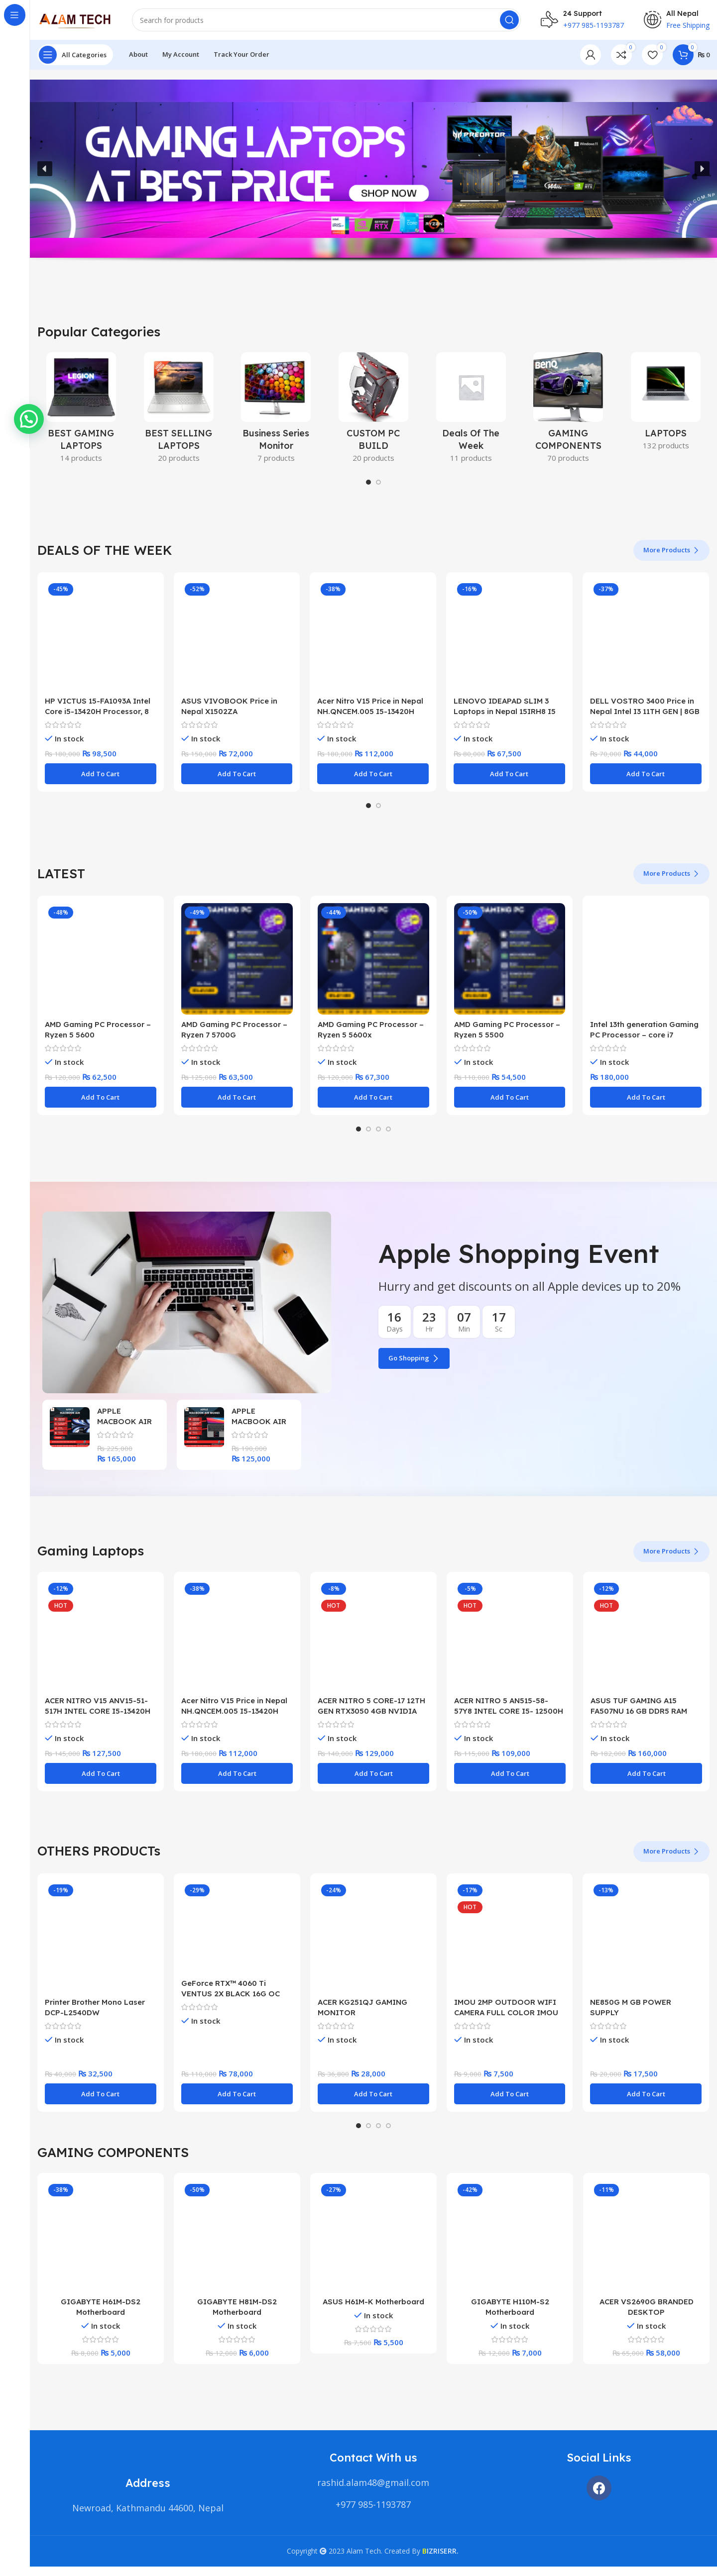 ALAM TECH
Search for products
24 Support
+977 985-1193787
All Nepal
Free Shipping
All Categories
About
My Account
Track Your Order
0
0
0
₨ 0
GAMING LAPTOPS
AT BEST PRICE
SHOP NOW
PREDATOR
RTX
Popular Categories
LEGION
BEST GAMING
LAPTOPS
14 products
BEST SELLING
LAPTOPS
20 products
Business Series
Monitor
7 products
CUSTOM PC
BUILD
20 products
Deals Of The
Week
11 products
BENQ
GAMING
COMPONENTS
70 products
LAPTOPS
132 products
DEALS OF THE WEEK
More Products
-45%
HP VICTUS 15-FA1093A Intel
Core i5-13420H Processor, 8
In stock
₨ 180,000 ₨ 98,500
Add To Cart
-52%
ASUS VIVOBOOK Price in
Nepal X1502ZA
In stock
₨ 150,000 ₨ 72,000
Add To Cart
-38%
Acer Nitro V15 Price in Nepal
NH.QNCEM.005 I5-13420H
In stock
₨ 180,000 ₨ 112,000
Add To Cart
-16%
LENOVO IDEAPAD SLIM 3
Laptops in Nepal 15IRH8 I5
In stock
₨ 80,000 ₨ 67,500
Add To Cart
-37%
DELL VOSTRO 3400 Price in
Nepal Intel I3 11TH GEN | 8GB
In stock
₨ 70,000 ₨ 44,000
Add To Cart
LATEST
More Products
-48%
AMD Gaming PC Processor –
Ryzen 5 5600
In stock
₨ 120,000 ₨ 62,500
Add To Cart
-49%
AMD Gaming PC Processor –
Ryzen 7 5700G
In stock
₨ 125,000 ₨ 63,500
Add To Cart
-44%
AMD Gaming PC Processor –
Ryzen 5 5600x
In stock
₨ 120,000 ₨ 67,300
Add To Cart
-50%
AMD Gaming PC Processor –
Ryzen 5 5500
In stock
₨ 110,000 ₨ 54,500
Add To Cart
Intel 13th generation Gaming
PC Processor – core i7
In stock
₨ 180,000
Add To Cart
APPLE
MACBOOK AIR
₨ 225,000
₨ 165,000
APPLE
MACBOOK AIR
₨ 190,000
₨ 125,000
Apple Shopping Event
Hurry and get discounts on all Apple devices up to 20%
16 Days
23 Hr
07 Min
17 Sc
Go Shopping
Gaming Laptops
More Products
-12%
HOT
ACER NITRO V15 ANV15-51-
517H INTEL CORE I5-13420H
In stock
₨ 145,000 ₨ 127,500
Add To Cart
-38%
Acer Nitro V15 Price in Nepal
NH.QNCEM.005 I5-13420H
In stock
₨ 180,000 ₨ 112,000
Add To Cart
-8%
HOT
ACER NITRO 5 CORE-17 12TH
GEN RTX3050 4GB NVIDIA
In stock
₨ 140,000 ₨ 129,000
Add To Cart
-5%
HOT
ACER NITRO 5 AN515-58-
57Y8 INTEL CORE I5- 12500H
In stock
₨ 115,000 ₨ 109,000
Add To Cart
-12%
HOT
ASUS TUF GAMING A15
FA507NU 16 GB DDR5 RAM
In stock
₨ 182,000 ₨ 160,000
Add To Cart
OTHERS PRODUCTs
More Products
-19%
Printer Brother Mono Laser
DCP-L2540DW
In stock
₨ 40,000 ₨ 32,500
Add To Cart
-29%
GeForce RTX™ 4060 Ti
VENTUS 2X BLACK 16G OC
In stock
₨ 110,000 ₨ 78,000
Add To Cart
-24%
ACER KG251QJ GAMING
MONITOR
In stock
₨ 36,800 ₨ 28,000
Add To Cart
-17%
HOT
IMOU 2MP OUTDOOR WIFI
CAMERA FULL COLOR IMOU
In stock
₨ 9,000 ₨ 7,500
Add To Cart
-13%
NE850G M GB POWER
SUPPLY
In stock
₨ 20,000 ₨ 17,500
Add To Cart
GAMING COMPONENTS
-38%
GIGABYTE H61M-DS2
Motherboard
In stock
₨ 8,000 ₨ 5,000
-50%
GIGABYTE H81M-DS2
Motherboard
In stock
₨ 12,000 ₨ 6,000
-27%
ASUS H61M-K Motherboard
In stock
₨ 7,500 ₨ 5,500
-42%
GIGABYTE H110M-S2
Motherboard
In stock
₨ 12,000 ₨ 7,000
-11%
ACER VS2690G BRANDED
DESKTOP
In stock
₨ 65,000 ₨ 58,000
Address
Newroad, Kathmandu 44600, Nepal
Contact With us
rashid.alam48@gmail.com
+977 985-1193787
Social Links
Copyright 2023 Alam Tech. Created By BIZRISERR.